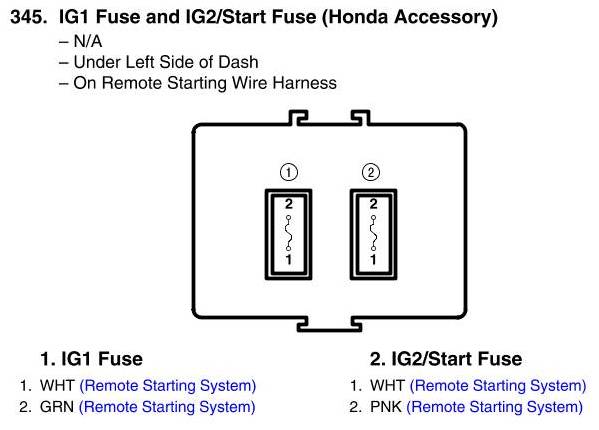 345. IG1 Fuse and IG2/Start Fuse (Honda Accessory)
– N/A
– Under Left Side of Dash
– On Remote Starting Wire Harness
① ②
2 2
1 1
1. IG1 Fuse
1. WHT (Remote Starting System)
2. GRN (Remote Starting System)
2. IG2/Start Fuse
1. WHT (Remote Starting System)
2. PNK (Remote Starting System)